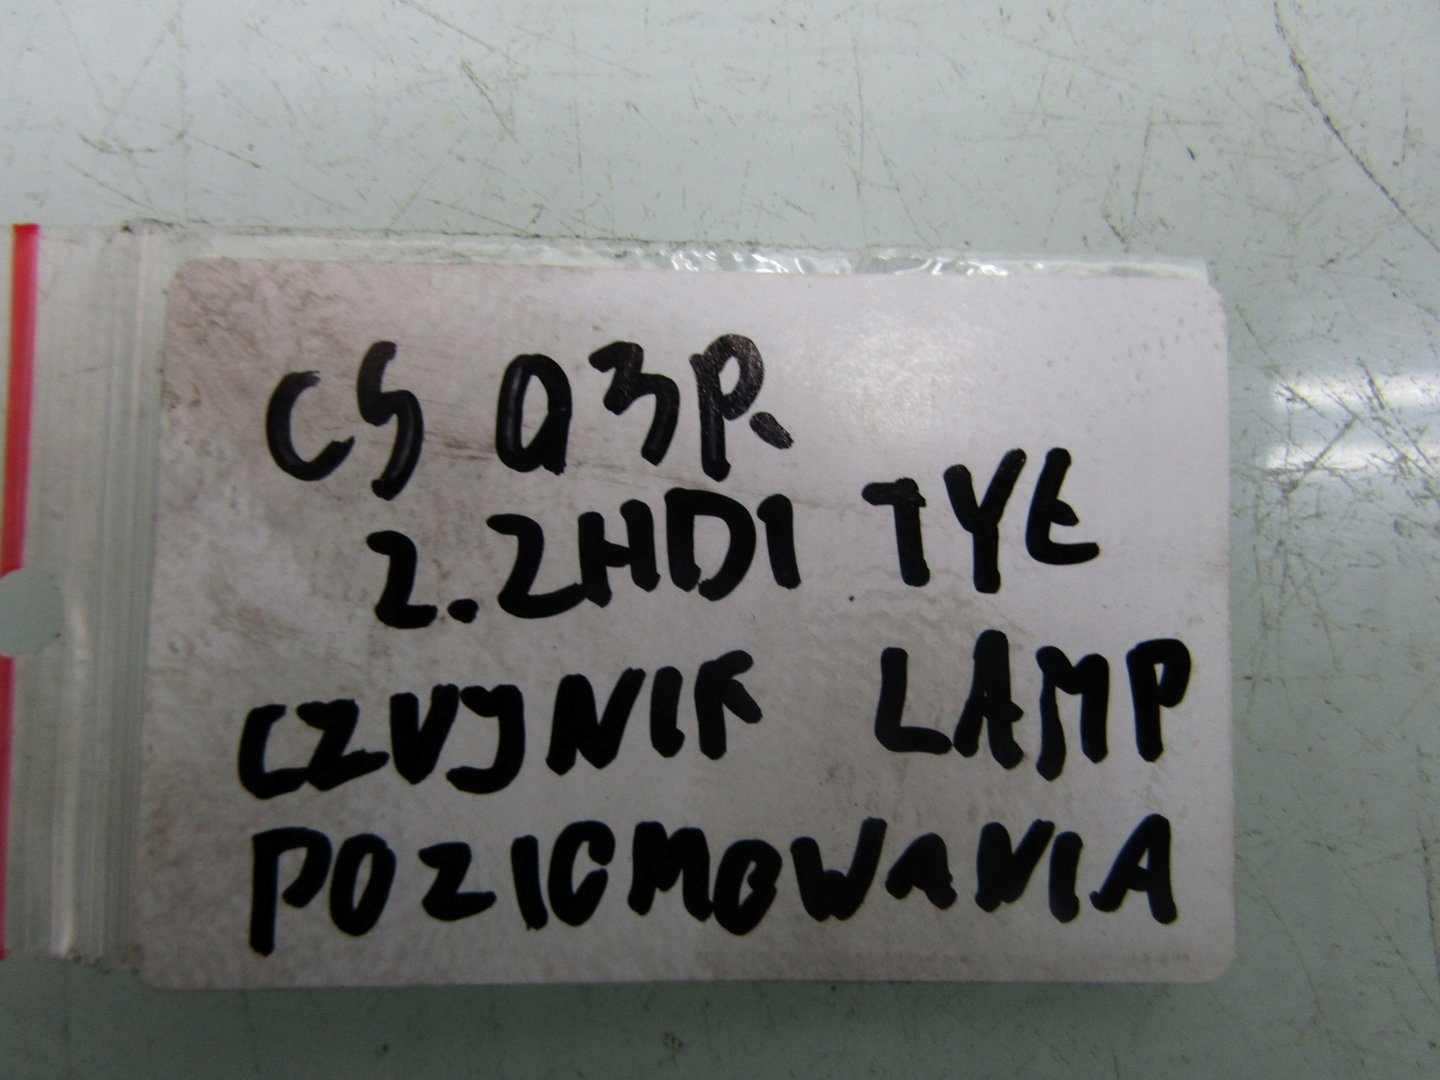 C5 03R.
2.2HDI TYŁ
CZUJNIK LAMP
POZIOMOWANIA